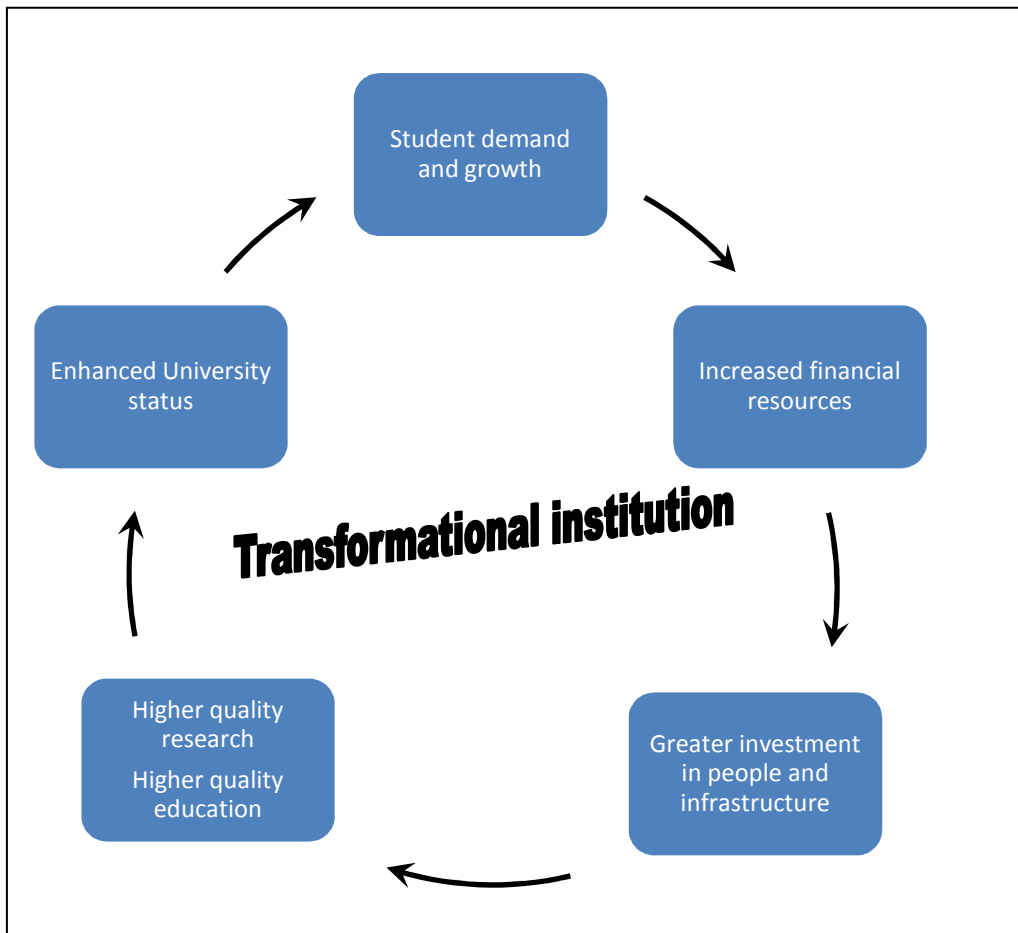 Student demand
and growth
Increased financial
resources
Greater investment
in people and
infrastructure
Higher quality
research
Higher quality
education
Enhanced University
status
Transformational institution